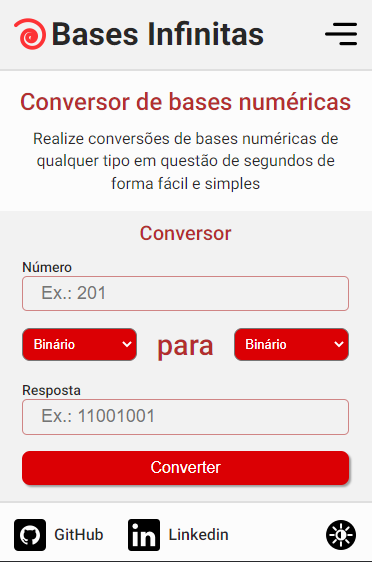 Bases Infinitas
Conversor de bases numéricas
Realize conversões de bases numéricas de
qualquer tipo em questão de segundos de
forma fácil e simples
Conversor
Número
Ex.: 201
Binário para Binário
Resposta
Ex.: 11001001
Converter
GitHub Linkedin